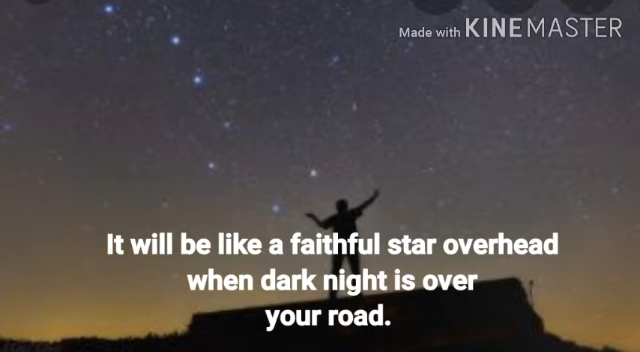 Made with KINEMASTER
It will be like a faithful star overhead
when dark night is over
your road.